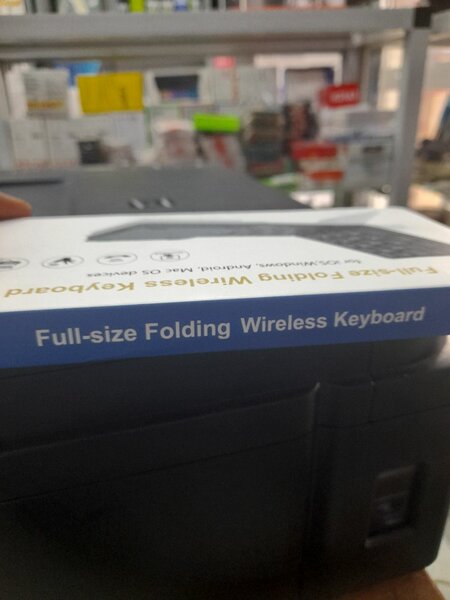 for iOS, Windows, Android, Mac OS devices
Full-size Folding Wireless Keyboard
Full-size Folding Wireless Keyboard